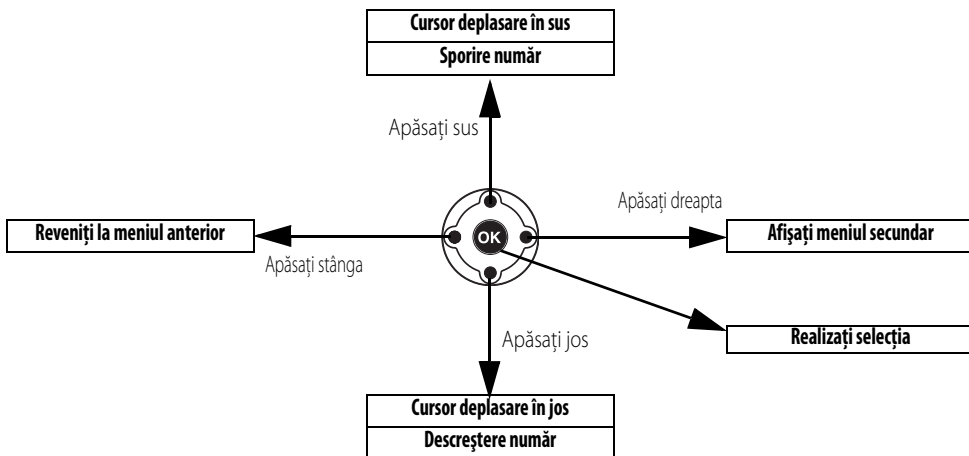 Cursor deplasare în sus
Sporire număr
Apăsați sus
Apăsați dreapta
Reveniți la meniul anterior
OK
Afișați meniul secundar
Apăsați stânga
Realizați selecția
Apăsați jos
Cursor deplasare în jos
Descreştere număr